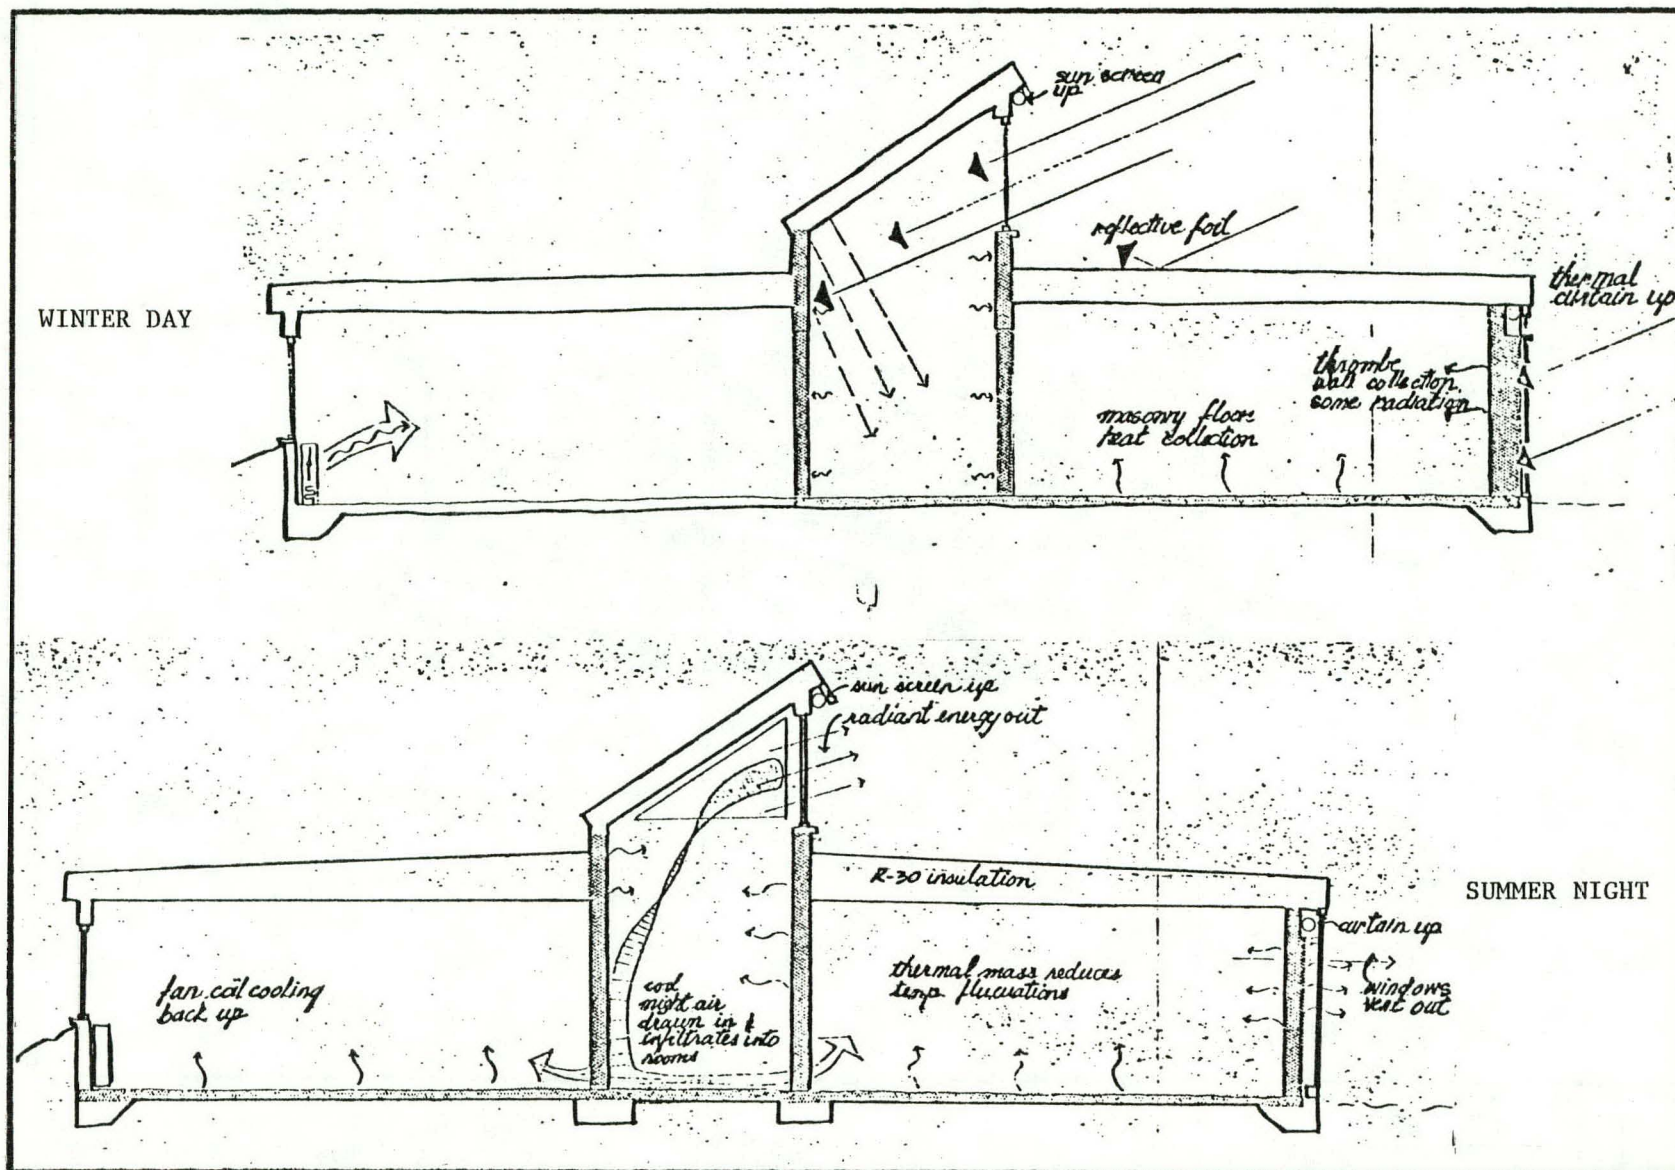 sun screen
up
reflective foil
thermal
curtain up
WINTER DAY
thrombe
wall collection
some radiation
masonry floor
heat collection
sun screen up
radiant energy out
R-30 insulation
SUMMER NIGHT
curtain up
windows
vent out
thermal mass reduces
temp flucuations
fan coil cooling
back up
cool
night air
drawn in &
infiltrates into
rooms